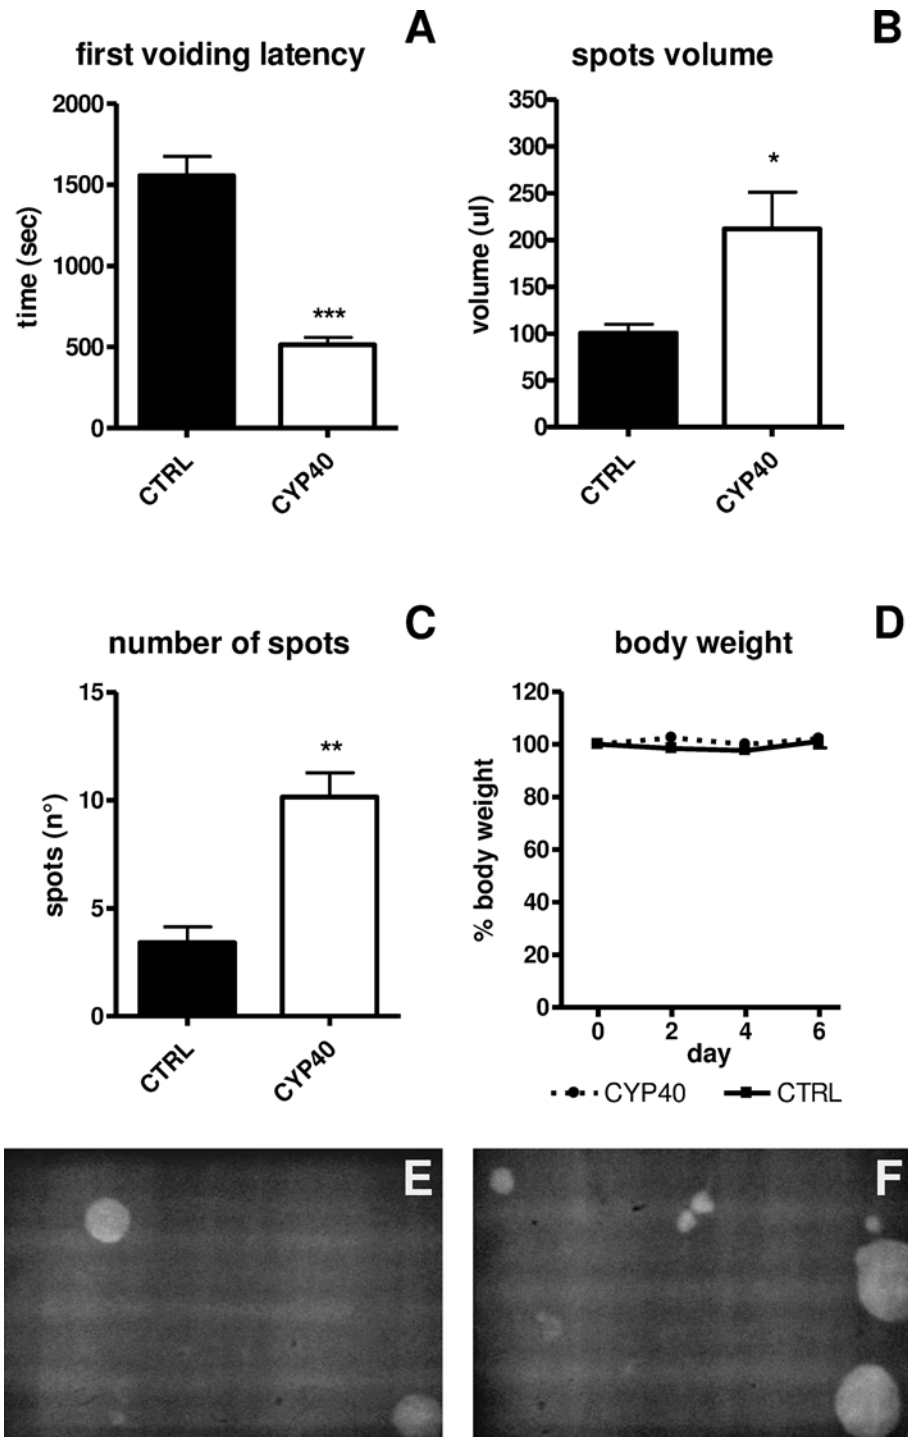 A
first voiding latency
2000
1500
1000
500
0
time (sec)
***
CTRL
CYP40
B
spots volume
350
300
250
200
150
100
50
0
volume (ul)
*
CTRL
CYP40
C
number of spots
15
10
5
0
spots (n°)
**
CTRL
CYP40
D
body weight
120
100
80
60
40
20
0
% body weight
0 2 4 6
day
CYP40 CTRL
E
F